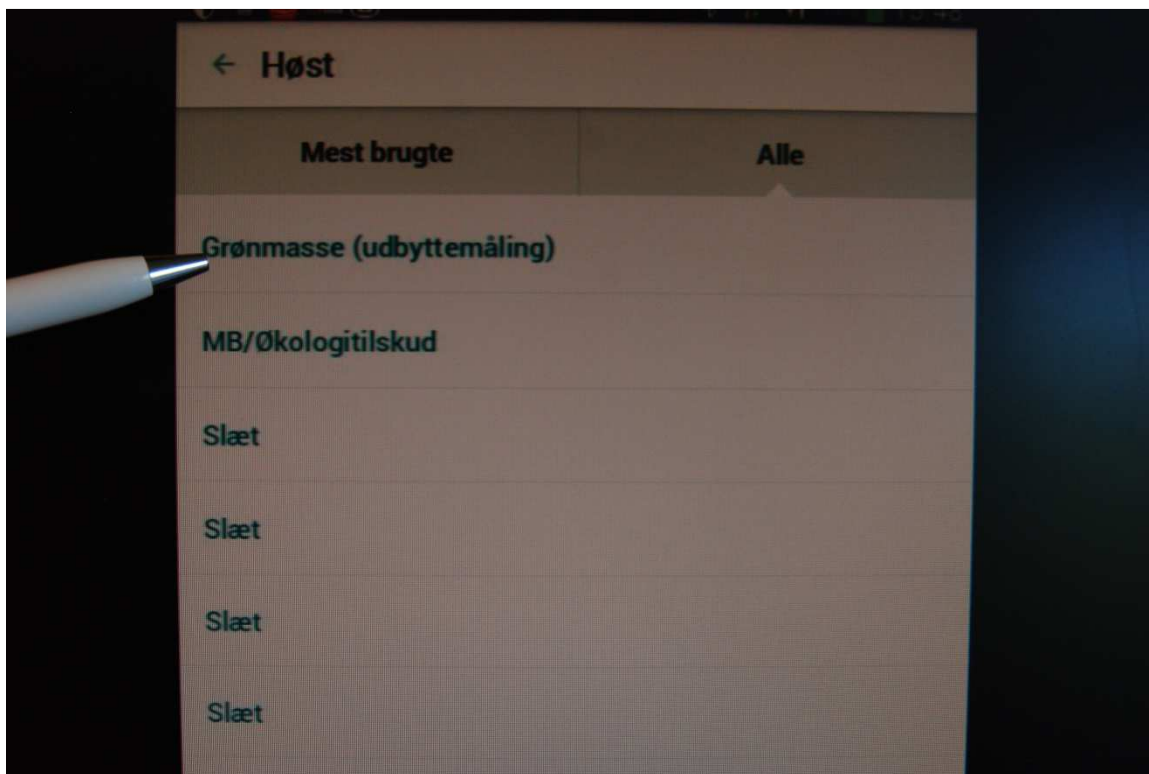 ← Høst
Mest brugte
Alle
Grønmasse (udbyttemåling)
MB/Økologitilskud
Slæt
Slæt
Slæt
Slæt